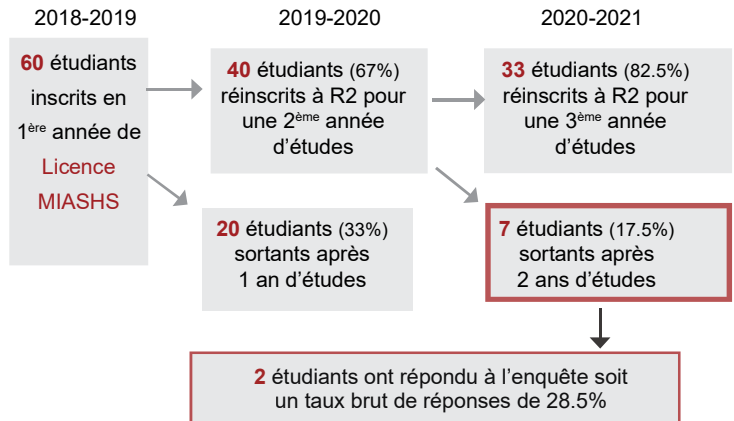 2018-2019
2019-2020
2020-2021
60 étudiants
inscrits en
1ère année de
Licence
MIASHS
40 étudiants (67%)
réinscrits à R2 pour
une 2ème année
d’études
33 étudiants (82.5%)
réinscrits à R2 pour
une 3ème année
d’études
20 étudiants (33%)
sortants après
1 an d’études
7 étudiants (17.5%)
sortants après
2 ans d’études
2 étudiants ont répondu à l’enquête soit
un taux brut de réponses de 28.5%